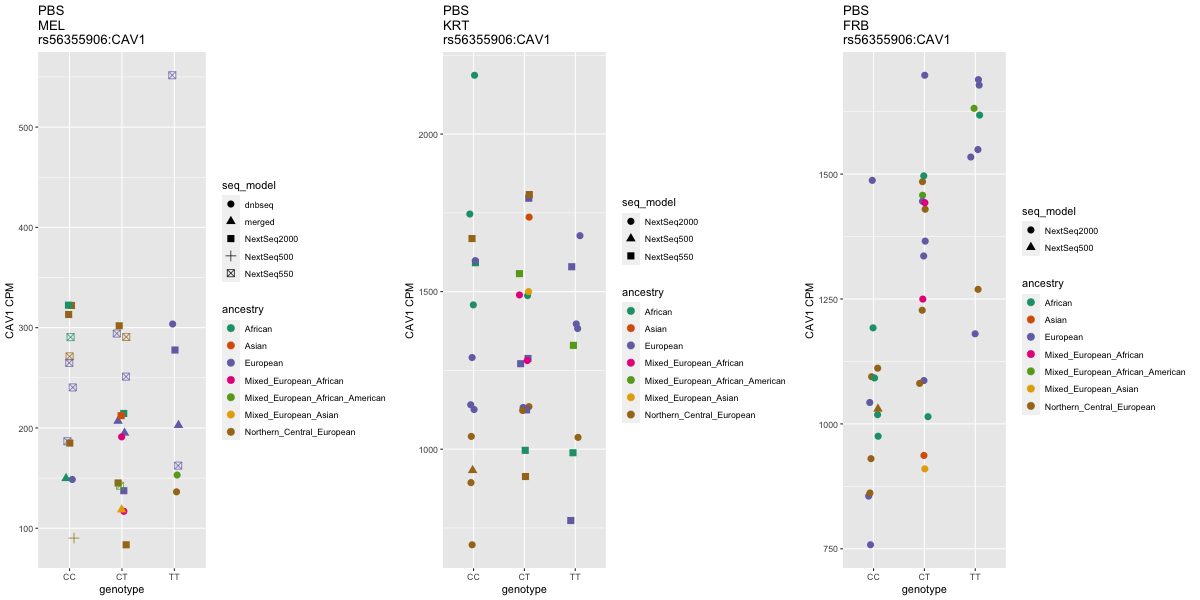 PBS
MEL
rs56355906:CAV1
CAV1 CPM
500
400
300
200
100
CC
CT
TT
genotype
seq_model
dnbseq
merged
NextSeq2000
NextSeq500
NextSeq550
ancestry
African
Asian
European
Mixed_European_African
Mixed_European_African_American
Mixed_European_Asian
Northern_Central_European
PBS
KRT
rs56355906:CAV1
CAV1 CPM
2000
1500
1000
CC
CT
TT
genotype
seq_model
NextSeq2000
NextSeq500
NextSeq550
ancestry
African
Asian
European
Mixed_European_African
Mixed_European_African_American
Mixed_European_Asian
Northern_Central_European
PBS
FRB
rs56355906:CAV1
CAV1 CPM
1500
1250
1000
750
CC
CT
TT
genotype
seq_model
NextSeq2000
NextSeq500
ancestry
African
Asian
European
Mixed_European_African
Mixed_European_African_American
Mixed_European_Asian
Northern_Central_European